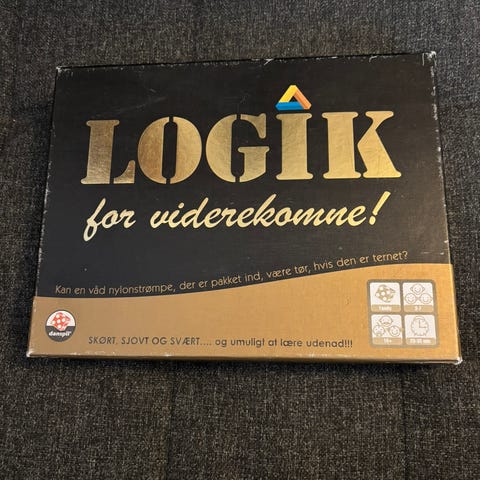 LOGIK
for viderekomne!
Kan en våd nylonstrømpe, der er pakket ind, være tør, hvis den er ternet?
danspil
SKØRT, SJOVT OG SVÆRT.... og umuligt at lære udenad!!!